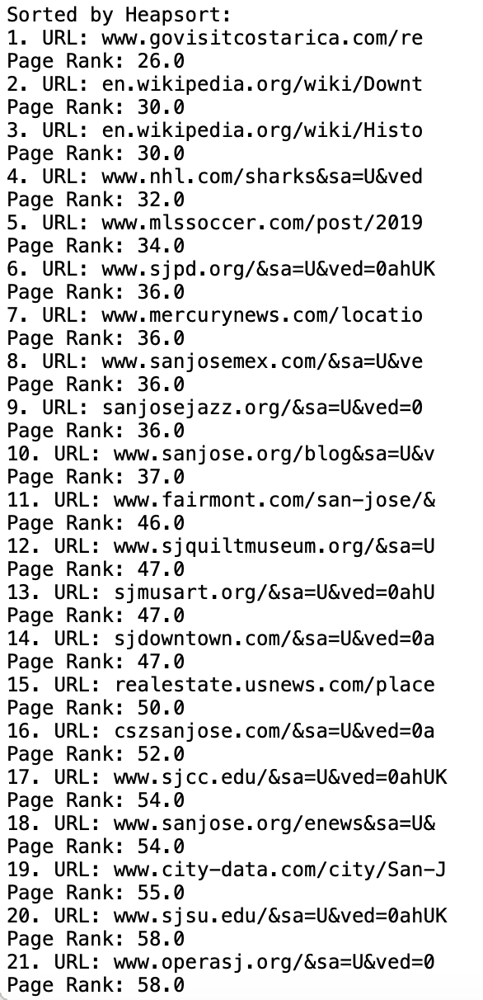 Sorted by Heapsort:
1. URL: www.govisitcostarica.com/re
Page Rank: 26.0
2. URL: en.wikipedia.org/wiki/Downt
Page Rank: 30.0
3. URL: en.wikipedia.org/wiki/Histo
Page Rank: 30.0
4. URL: www.nhl.com/sharks&sa=U&ved
Page Rank: 32.0
5. URL: www.mlssoccer.com/post/2019
Page Rank: 34.0
6. URL: www.sjpd.org/&sa=U&ved=0ahUK
Page Rank: 36.0
7. URL: www.mercurynews.com/locatio
Page Rank: 36.0
8. URL: www.sanjosemex.com/&sa=U&ve
Page Rank: 36.0
9. URL: sanjosejazz.org/&sa=U&ved=0
Page Rank: 36.0
10. URL: www.sanjose.org/blog&sa=U&v
Page Rank: 37.0
11. URL: www.fairmont.com/san-jose/&
Page Rank: 46.0
12. URL: www.sjquiltmuseum.org/&sa=U
Page Rank: 47.0
13. URL: sjmusart.org/&sa=U&ved=0ahU
Page Rank: 47.0
14. URL: sjdowntown.com/&sa=U&ved=0a
Page Rank: 47.0
15. URL: realestate.usnews.com/place
Page Rank: 50.0
16. URL: cszsanjose.com/&sa=U&ved=0a
Page Rank: 52.0
17. URL: www.sjcc.edu/&sa=U&ved=0ahUK
Page Rank: 54.0
18. URL: www.sanjose.org/enews&sa=U&
Page Rank: 54.0
19. URL: www.city-data.com/city/San-J
Page Rank: 55.0
20. URL: www.sjsu.edu/&sa=U&ved=0ahUK
Page Rank: 58.0
21. URL: www.operasj.org/&sa=U&ved=0
Page Rank: 58.0